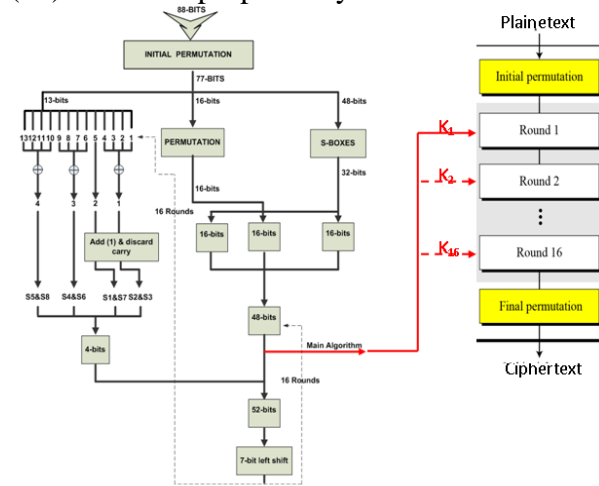 88-BITS
INITIAL PERMUTATION
77-BITS
13-bits
16-bits
48-bits
13 12 11 10 9 8 7 6 5 4 3 2 1
PERMUTATION
S-BOXES
16-bits
32-bits
4 3 2 1
16 Rounds
Add (1) & discard
carry
16-bits
16-bits
16-bits
S5&S8 S4&S6 S1&S7 S2&S3
48-bits
4-bits
Main Algorithm
16 Rounds
52-bits
7-bit left shift
Plainetext
Initial permutation
K1
Round 1
K2
Round 2
K16
Round 16
Final permutation
Ciphertext